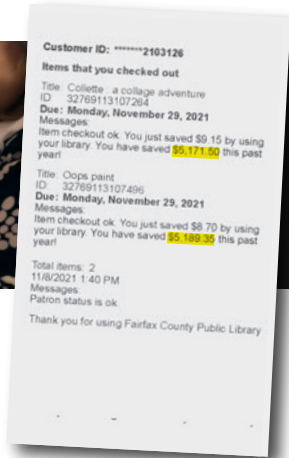 Customer ID: *******2103126
Items that you checked out
Title: Collette : a collage adventure
ID: 32769113107264
Due: Monday, November 29, 2021
Messages:
Item checkout ok. You just saved $9.15 by using
your library. You have saved $5,171.50 this past
year!
Title: Oops paint
ID: 32769113107496
Due: Monday, November 29, 2021
Messages:
Item checkout ok. You just saved $8.70 by using
your library. You have saved $5,189.35 this past
year!
Total items: 2
11/8/2021 1:40 PM
Messages:
Patron status is ok.
Thank you for using Fairfax County Public Library